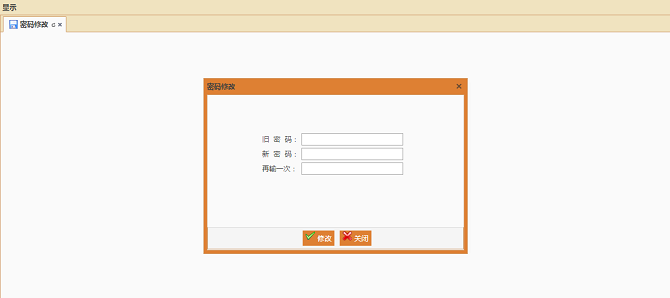 显示
密码修改
密码修改
旧 密 码：
新 密 码：
再输一次：
修改 关闭